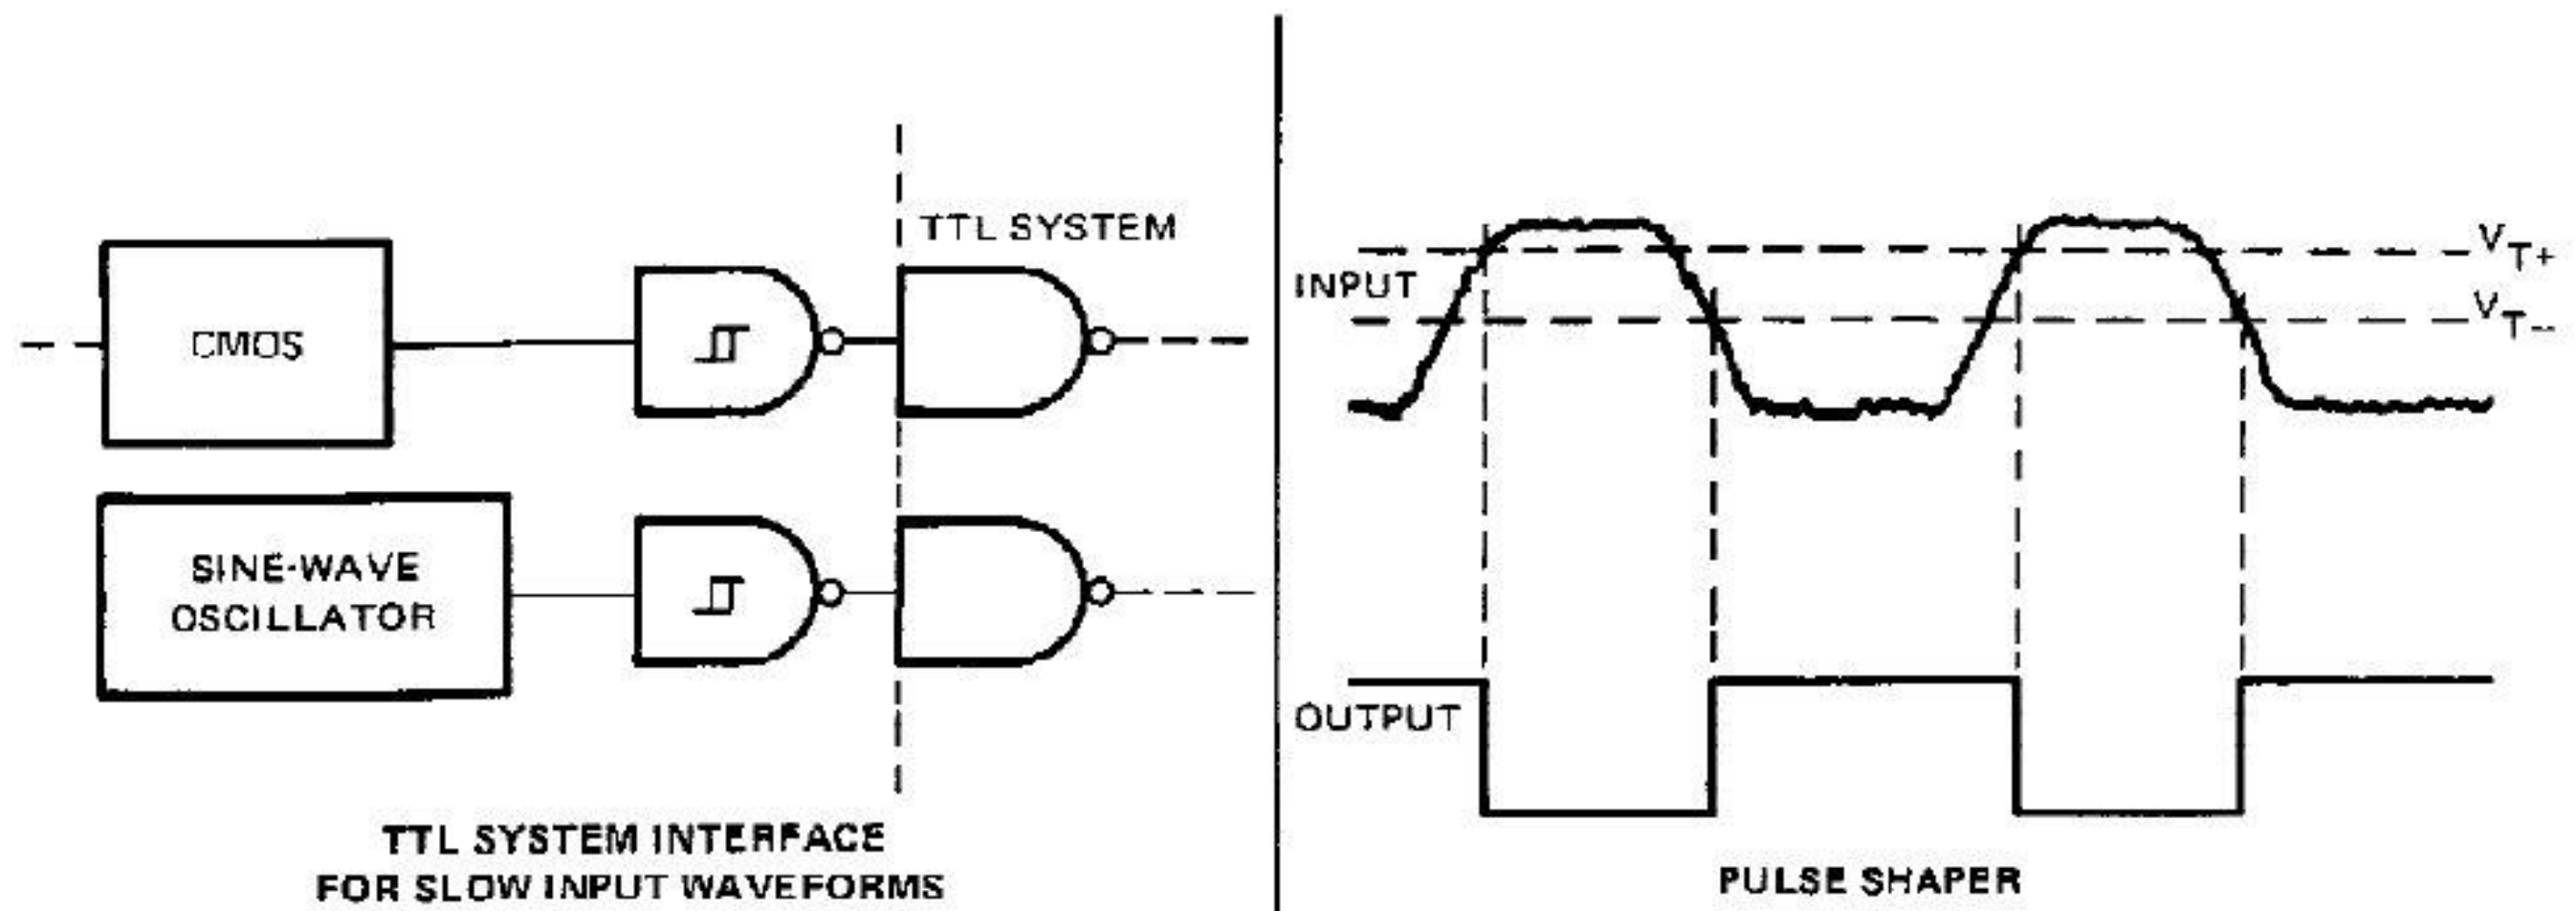 TTL SYSTEM
CMOS
SINE-WAVE
OSCILLATOR
TTL SYSTEM INTERFACE
FOR SLOW INPUT WAVEFORMS
VT+
INPUT
VT−
OUTPUT
PULSE SHAPER